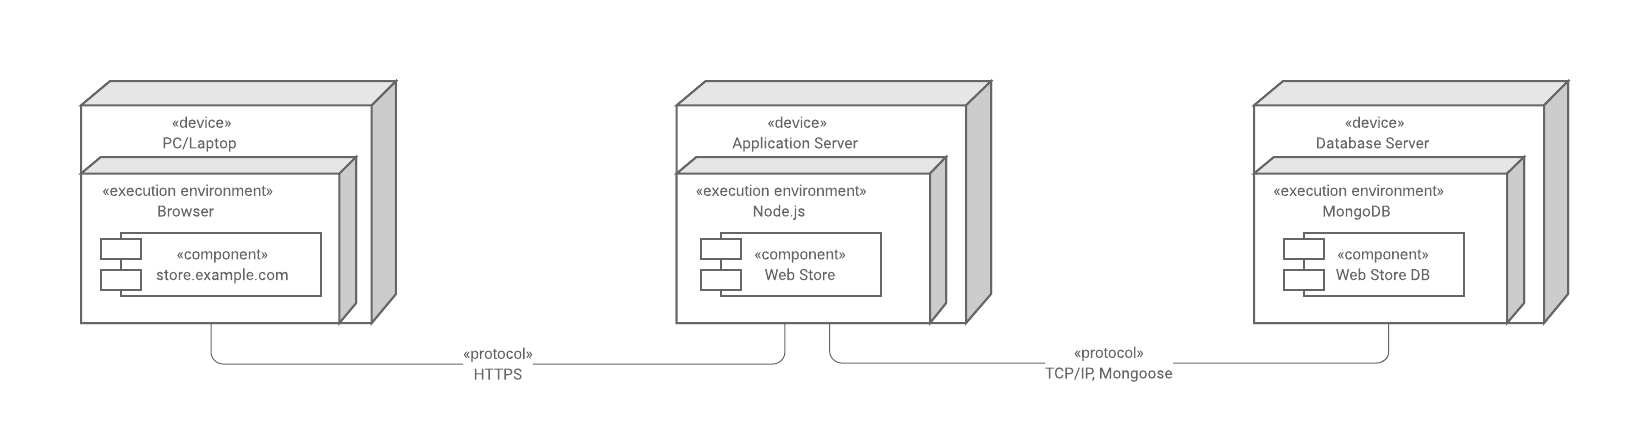 «device»
PC/Laptop
«execution environment»
Browser
«component»
store.example.com
«device»
Application Server
«execution environment»
Node.js
«component»
Web Store
«device»
Database Server
«execution environment»
MongoDB
«component»
Web Store DB
«protocol»
HTTPS
«protocol»
TCP/IP, Mongoose